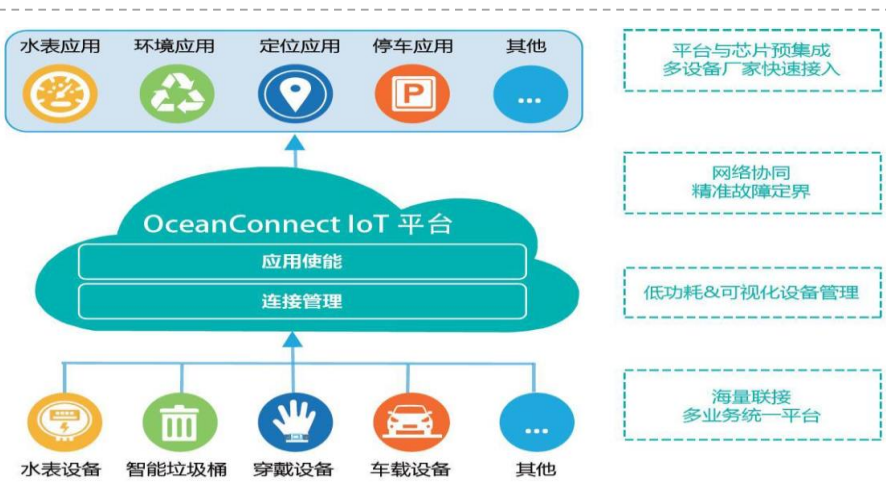 水表应用 环境应用 定位应用 停车应用 其他
P
...
OceanConnect IoT 平台
应用使能
连接管理
...
水表设备 智能垃圾桶 穿戴设备 车载设备 其他
平台与芯片预集成
多设备厂家快速接入
网络协同
精准故障定界
低功耗&可视化设备管理
海量联接
多业务统一平台